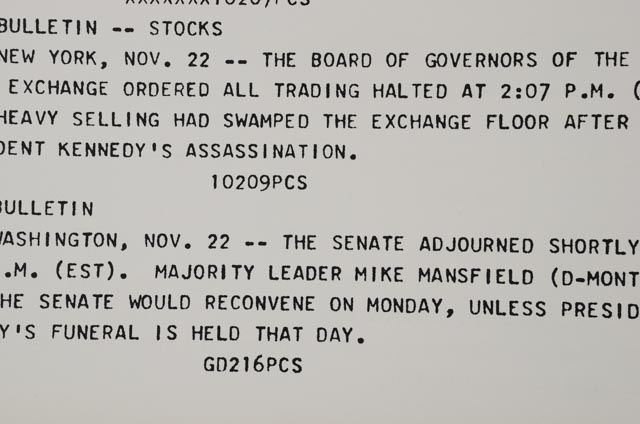 BULLETIN -- STOCKS
NEW YORK, NOV. 22 -- THE BOARD OF GOVERNORS OF THE
EXCHANGE ORDERED ALL TRADING HALTED AT 2:07 P.M. (
HEAVY SELLING HAD SWAMPED THE EXCHANGE FLOOR AFTER
DENT KENNEDY'S ASSASSINATION.
10209PCS
BULLETIN
WASHINGTON, NOV. 22 -- THE SENATE ADJOURNED SHORTLY
.M. (EST). MAJORITY LEADER MIKE MANSFIELD (D-MONT
HE SENATE WOULD RECONVENE ON MONDAY, UNLESS PRESID
Y'S FUNERAL IS HELD THAT DAY.
GD216PCS